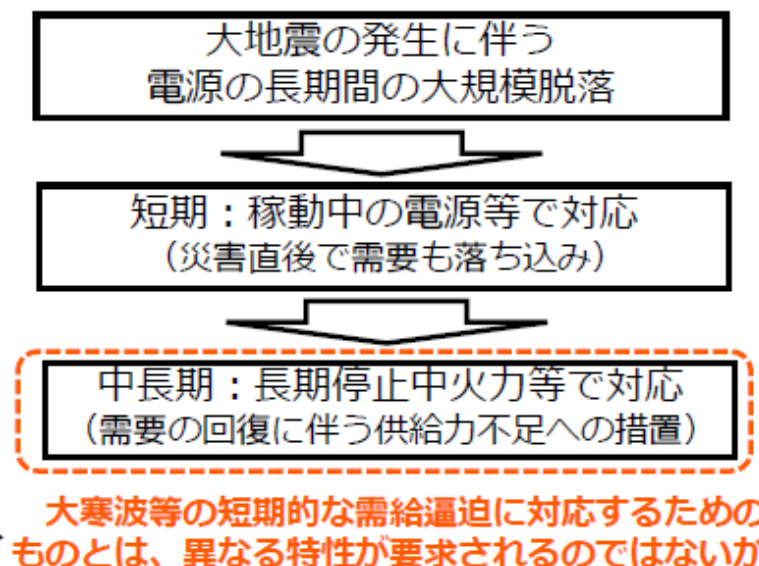 大地震の発生に伴う
電源の長期間の大規模脱落
短期：稼動中の電源等で対応
（災害直後で需要も落ち込み）
中長期：長期停止中火力等で対応
（需要の回復に伴う供給力不足への措置）
大寒波等の短期的な需給逼迫に対応するための
ものとは、異なる特性が要求されるのではないか